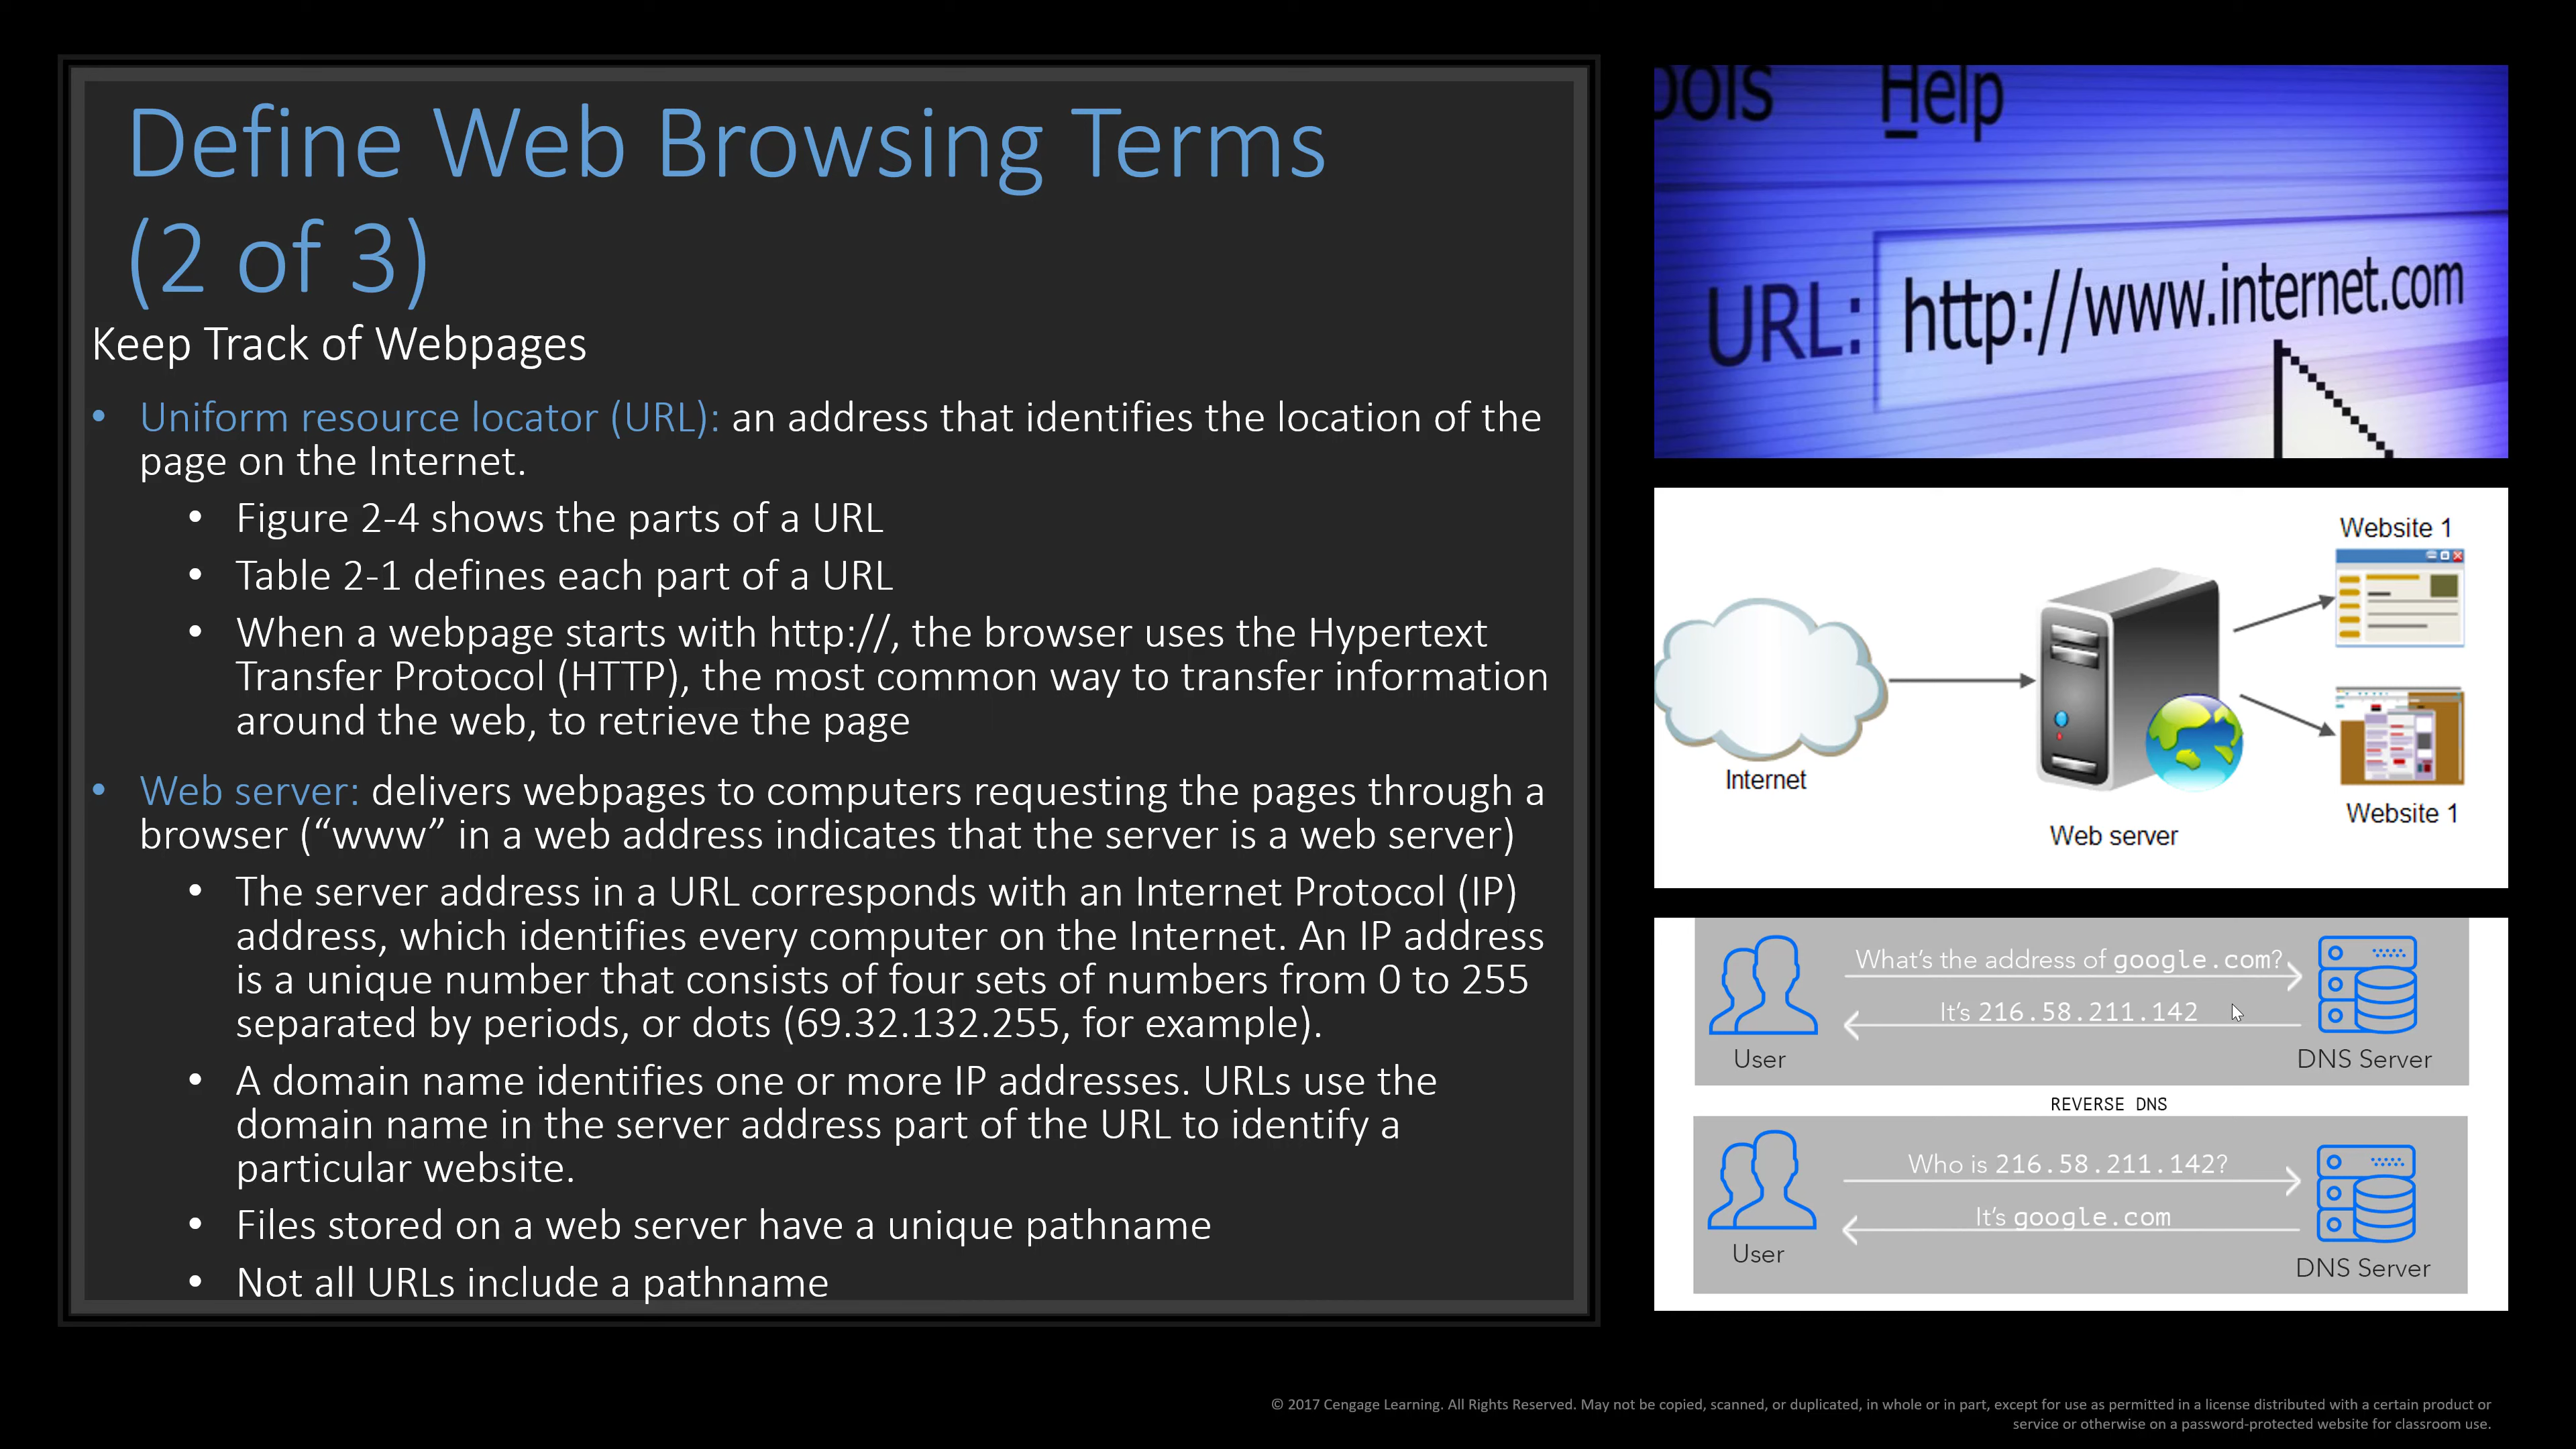 Define Web Browsing Terms
(2 of 3)
Keep Track of Webpages
• Uniform resource locator (URL): an address that identifies the location of the
page on the Internet.
• Figure 2-4 shows the parts of a URL
• Table 2-1 defines each part of a URL
• When a webpage starts with http://, the browser uses the Hypertext
Transfer Protocol (HTTP), the most common way to transfer information
around the web, to retrieve the page
• Web server: delivers webpages to computers requesting the pages through a
browser (“www” in a web address indicates that the server is a web server)
• The server address in a URL corresponds with an Internet Protocol (IP)
address, which identifies every computer on the Internet. An IP address
is a unique number that consists of four sets of numbers from 0 to 255
separated by periods, or dots (69.32.132.255, for example).
• A domain name identifies one or more IP addresses. URLs use the
domain name in the server address part of the URL to identify a
particular website.
• Files stored on a web server have a unique pathname
• Not all URLs include a pathname
ools Help
URL: http://www.internet.com
Website 1
Internet
Web server
Website 1
What's the address of google.com?
It's 216.58.211.142
User
DNS Server
REVERSE DNS
Who is 216.58.211.142?
It's google.com
User
DNS Server
© 2017 Cengage Learning. All Rights Reserved. May not be copied, scanned, or duplicated, in whole or in part, except for use as permitted in a license distributed with a certain product or
service or otherwise on a password-protected website for classroom use.